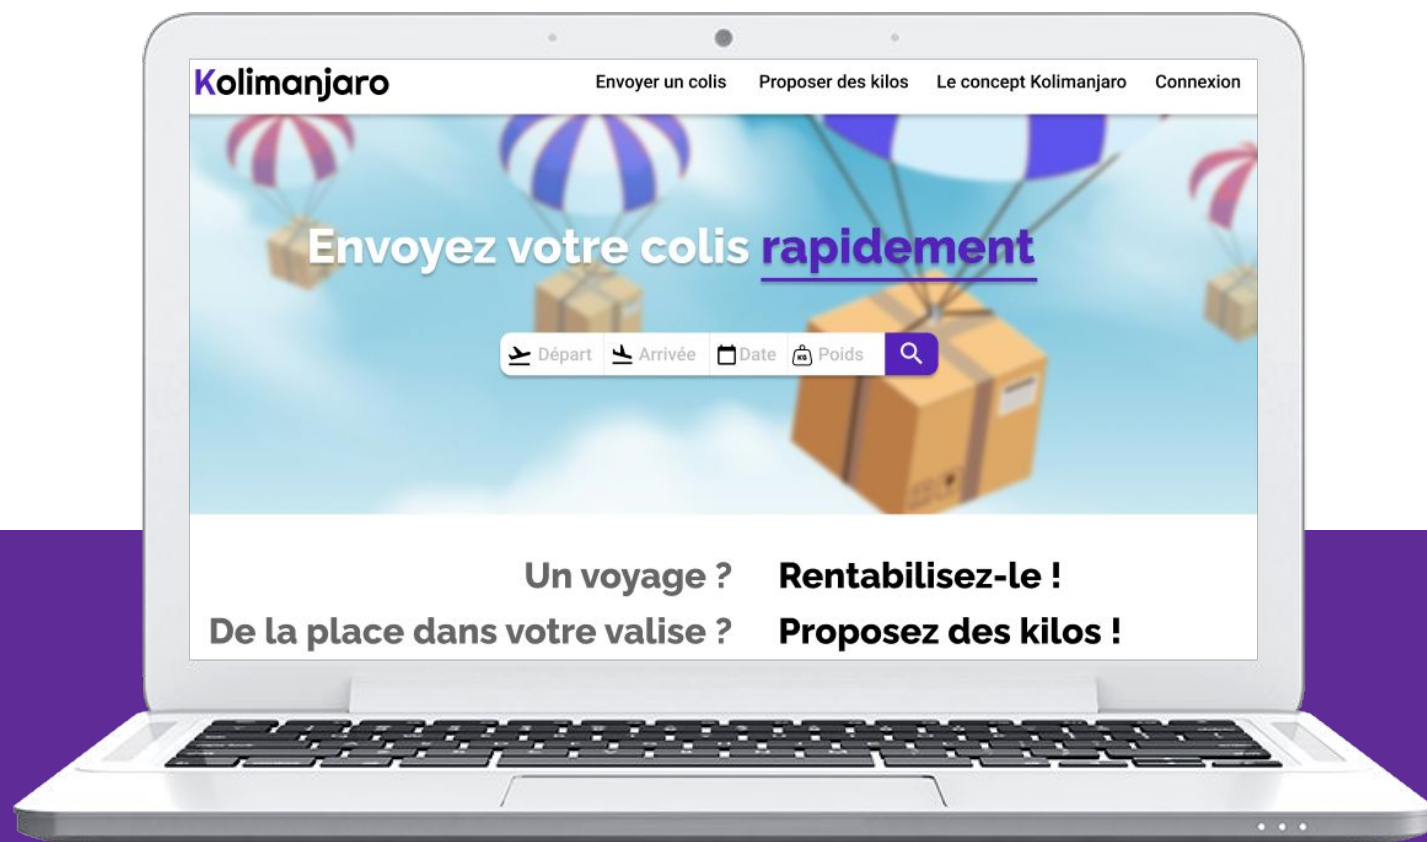 Kolimanjaro
Envoyer un colis Proposer des kilos Le concept Kolimanjaro Connexion
Envoyez votre colis rapidement
Départ Arrivée Date KG Poids
Un voyage ? Rentabilisez-le !
De la place dans votre valise ? Proposez des kilos !